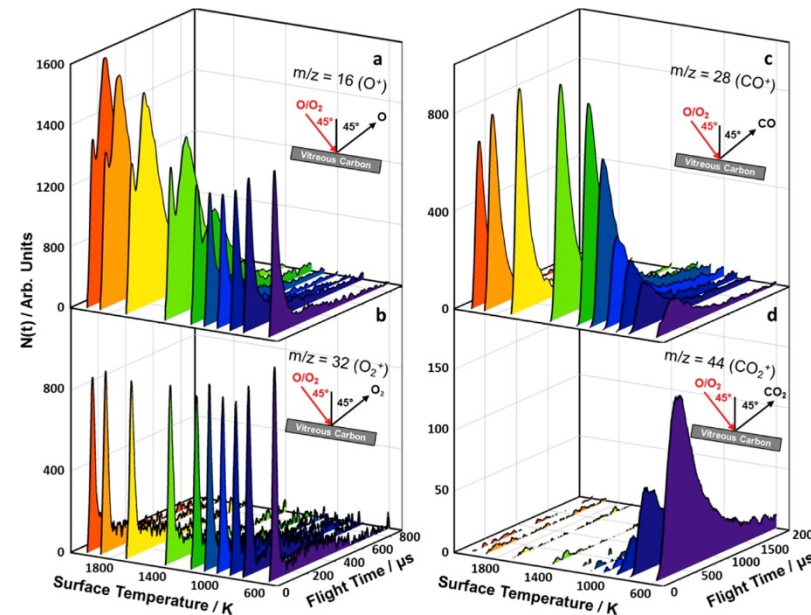 a
m/z = 16 (O⁺)
O/O₂
45°
45°
O
Vitreous Carbon
1600
1400
1200
800
0
c
m/z = 28 (CO⁺)
O/O₂
45°
45°
CO
Vitreous Carbon
800
400
0
N(t) / Arb. Units
b
m/z = 32 (O₂⁺)
O/O₂
45°
45°
O₂
Vitreous Carbon
800
400
0
d
m/z = 44 (CO₂⁺)
O/O₂
45°
45°
CO₂
Vitreous Carbon
150
100
50
0
1800
1400
1000
600
Surface Temperature / K
0
200
400
600
800
Flight Time / μs
1800
1400
1000
600
Surface Temperature / K
0
500
1000
1500
200
Flight Time / μs